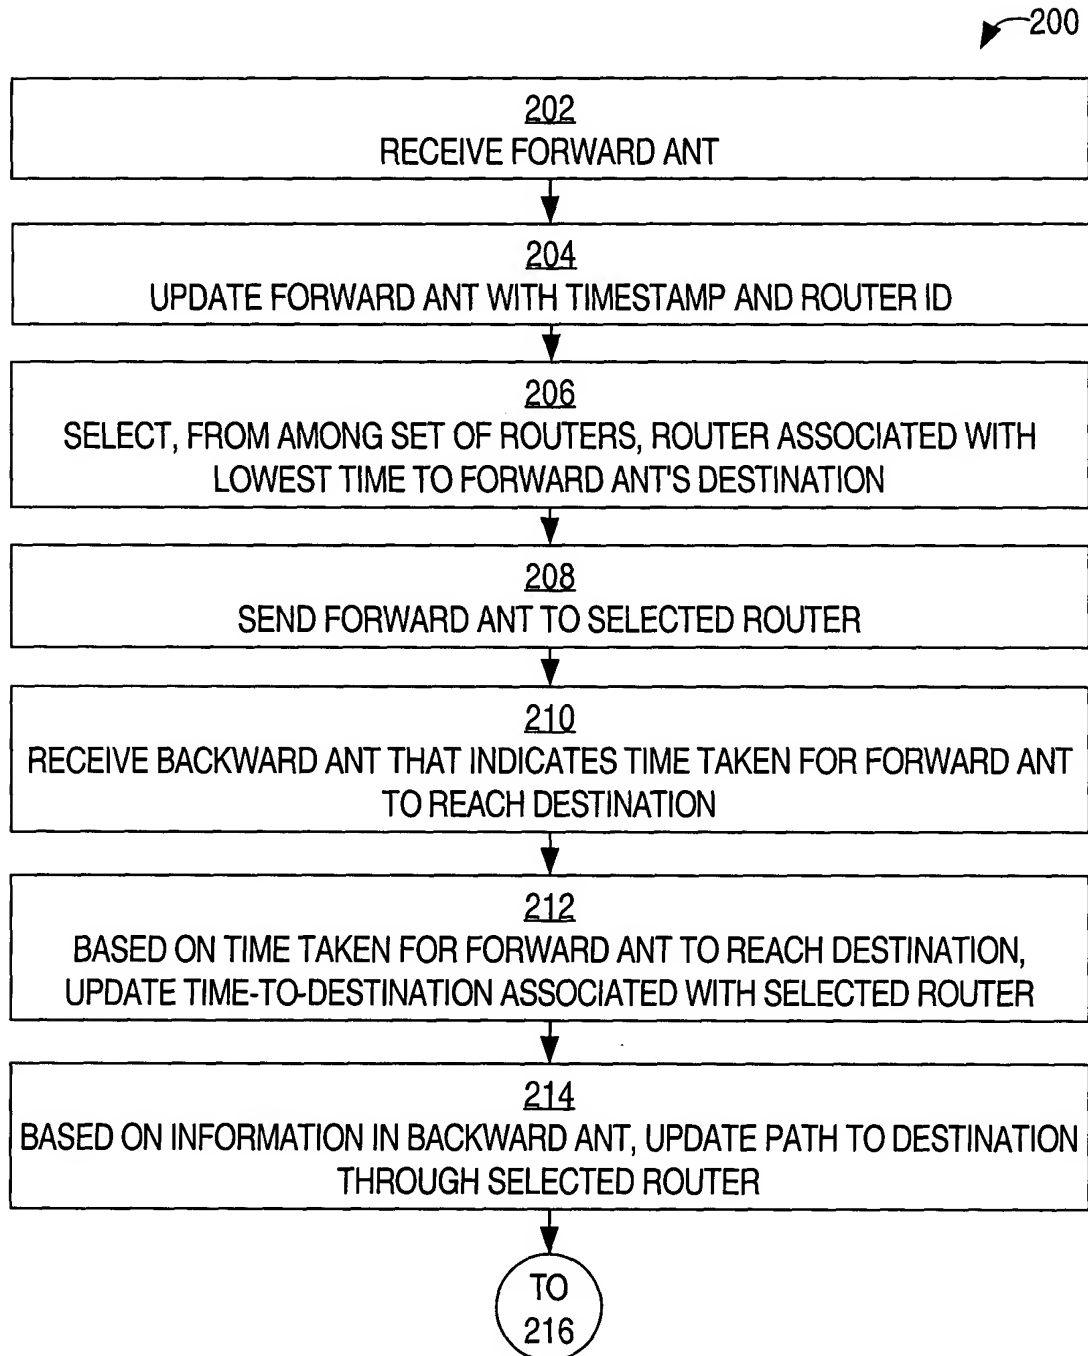 200
202
RECEIVE FORWARD ANT
204
UPDATE FORWARD ANT WITH TIMESTAMP AND ROUTER ID
206
SELECT, FROM AMONG SET OF ROUTERS, ROUTER ASSOCIATED WITH
LOWEST TIME TO FORWARD ANT'S DESTINATION
208
SEND FORWARD ANT TO SELECTED ROUTER
210
RECEIVE BACKWARD ANT THAT INDICATES TIME TAKEN FOR FORWARD ANT
TO REACH DESTINATION
212
BASED ON TIME TAKEN FOR FORWARD ANT TO REACH DESTINATION,
UPDATE TIME-TO-DESTINATION ASSOCIATED WITH SELECTED ROUTER
214
BASED ON INFORMATION IN BACKWARD ANT, UPDATE PATH TO DESTINATION
THROUGH SELECTED ROUTER
TO
216